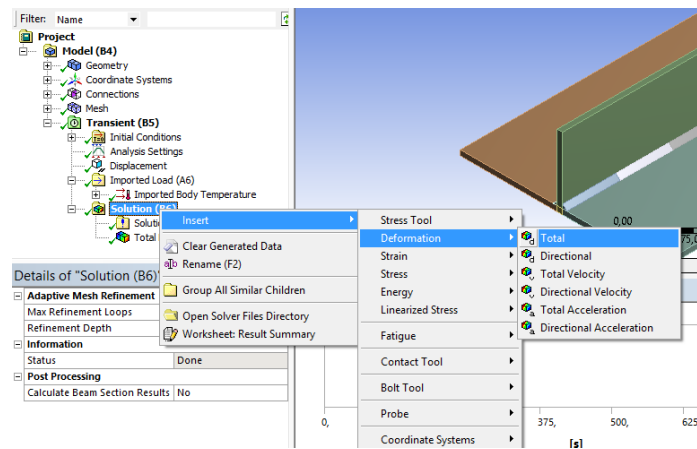 Filter: Name
Project
Model (B4)
Geometry
Coordinate Systems
Connections
Mesh
Transient (B5)
Initial Conditions
Analysis Settings
Displacement
Imported Load (A6)
Imported Body Temperature
Solution (B6)
Solutio
Total
Insert
Clear Generated Data
Rename (F2)
Group All Similar Children
Open Solver Files Directory
Worksheet: Result Summary
Stress Tool
Deformation
Strain
Stress
Energy
Linearized Stress
Fatigue
Contact Tool
Bolt Tool
Probe
Coordinate Systems
Total
Directional
Total Velocity
Directional Velocity
Total Acceleration
Directional Acceleration
Details of "Solution (B6)"
Adaptive Mesh Refinement
Max Refinement Loops
Refinement Depth
Information
Status Done
Post Processing
Calculate Beam Section Results No
0,00
0, 375, 500, 625
[s]